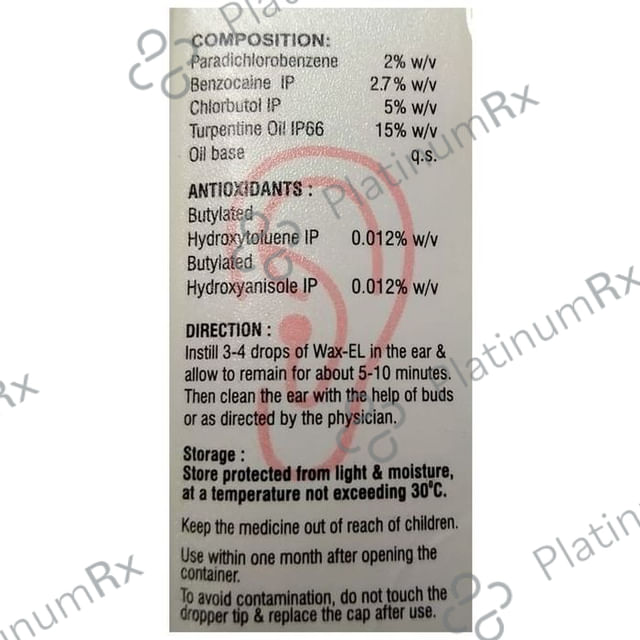 COMPOSITION:
Paradichlorobenzene 2% w/v
Benzocaine IP 2.7% w/v
Chlorbutol IP 5% w/v
Turpentine Oil IP66 15% w/v
Oil base q.s.
ANTIOXIDANTS :
Butylated
Hydroxytoluene IP 0.012% w/v
Butylated
Hydroxyanisole IP 0.012% w/v
DIRECTION :
Instill 3-4 drops of Wax-EL in the ear &
allow to remain for about 5-10 minutes.
Then clean the ear with the help of buds
or as directed by the physician.
Storage :
Store protected from light & moisture,
at a temperature not exceeding 30°C.
Keep the medicine out of reach of children.
Use within one month after opening the
container.
To avoid contamination, do not touch the
dropper tip & replace the cap after use.
PlatinumRx
PlatinumRx
PlatinumRx
Rx
tinumRx
Platinum